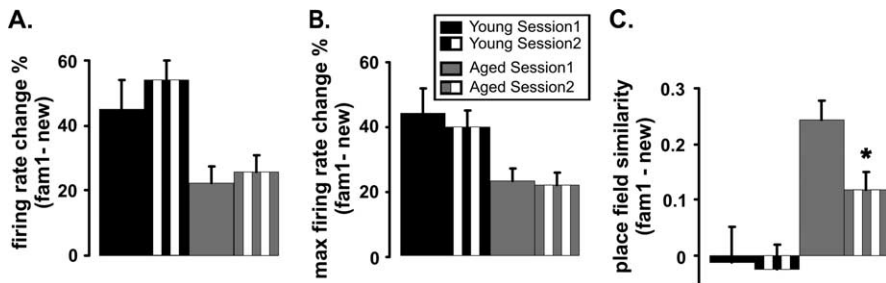 A.
firing rate change %
(fam1- new)
60
40
20
0
B.
max firing rate change %
(fam1- new)
60
40
20
0
Young Session1
Young Session2
Aged Session1
Aged Session2
C.
place field similarity
(fam1 - new)
0.3
0.2
0.1
0
*